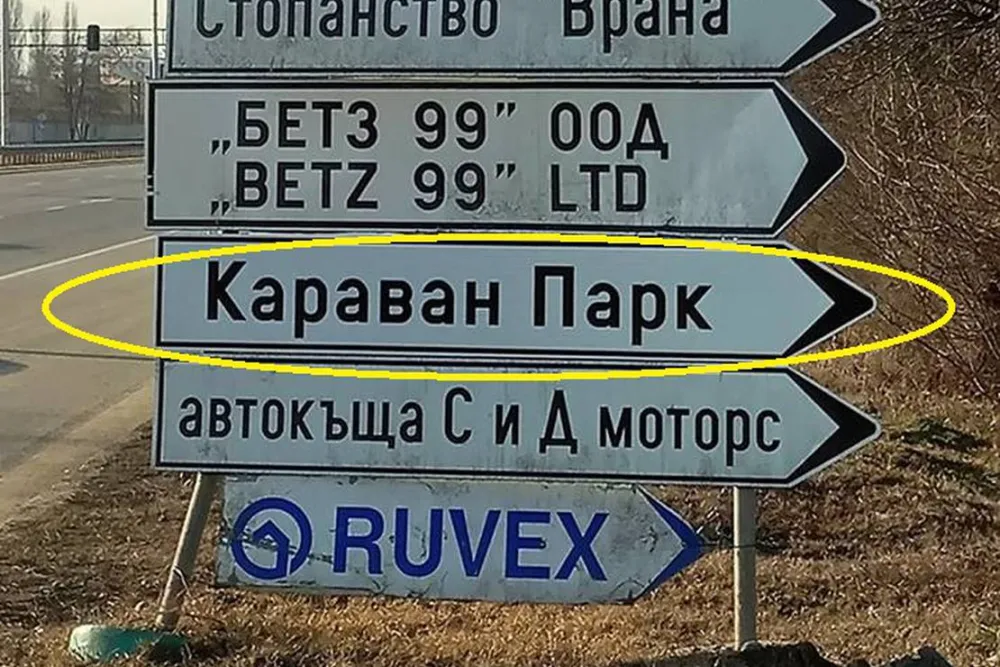 Стопанство Врана
„БЕТЗ 99” ООД
„BETZ 99” LTD
Караван Парк
автокъща С и Д моторс
RUVEX